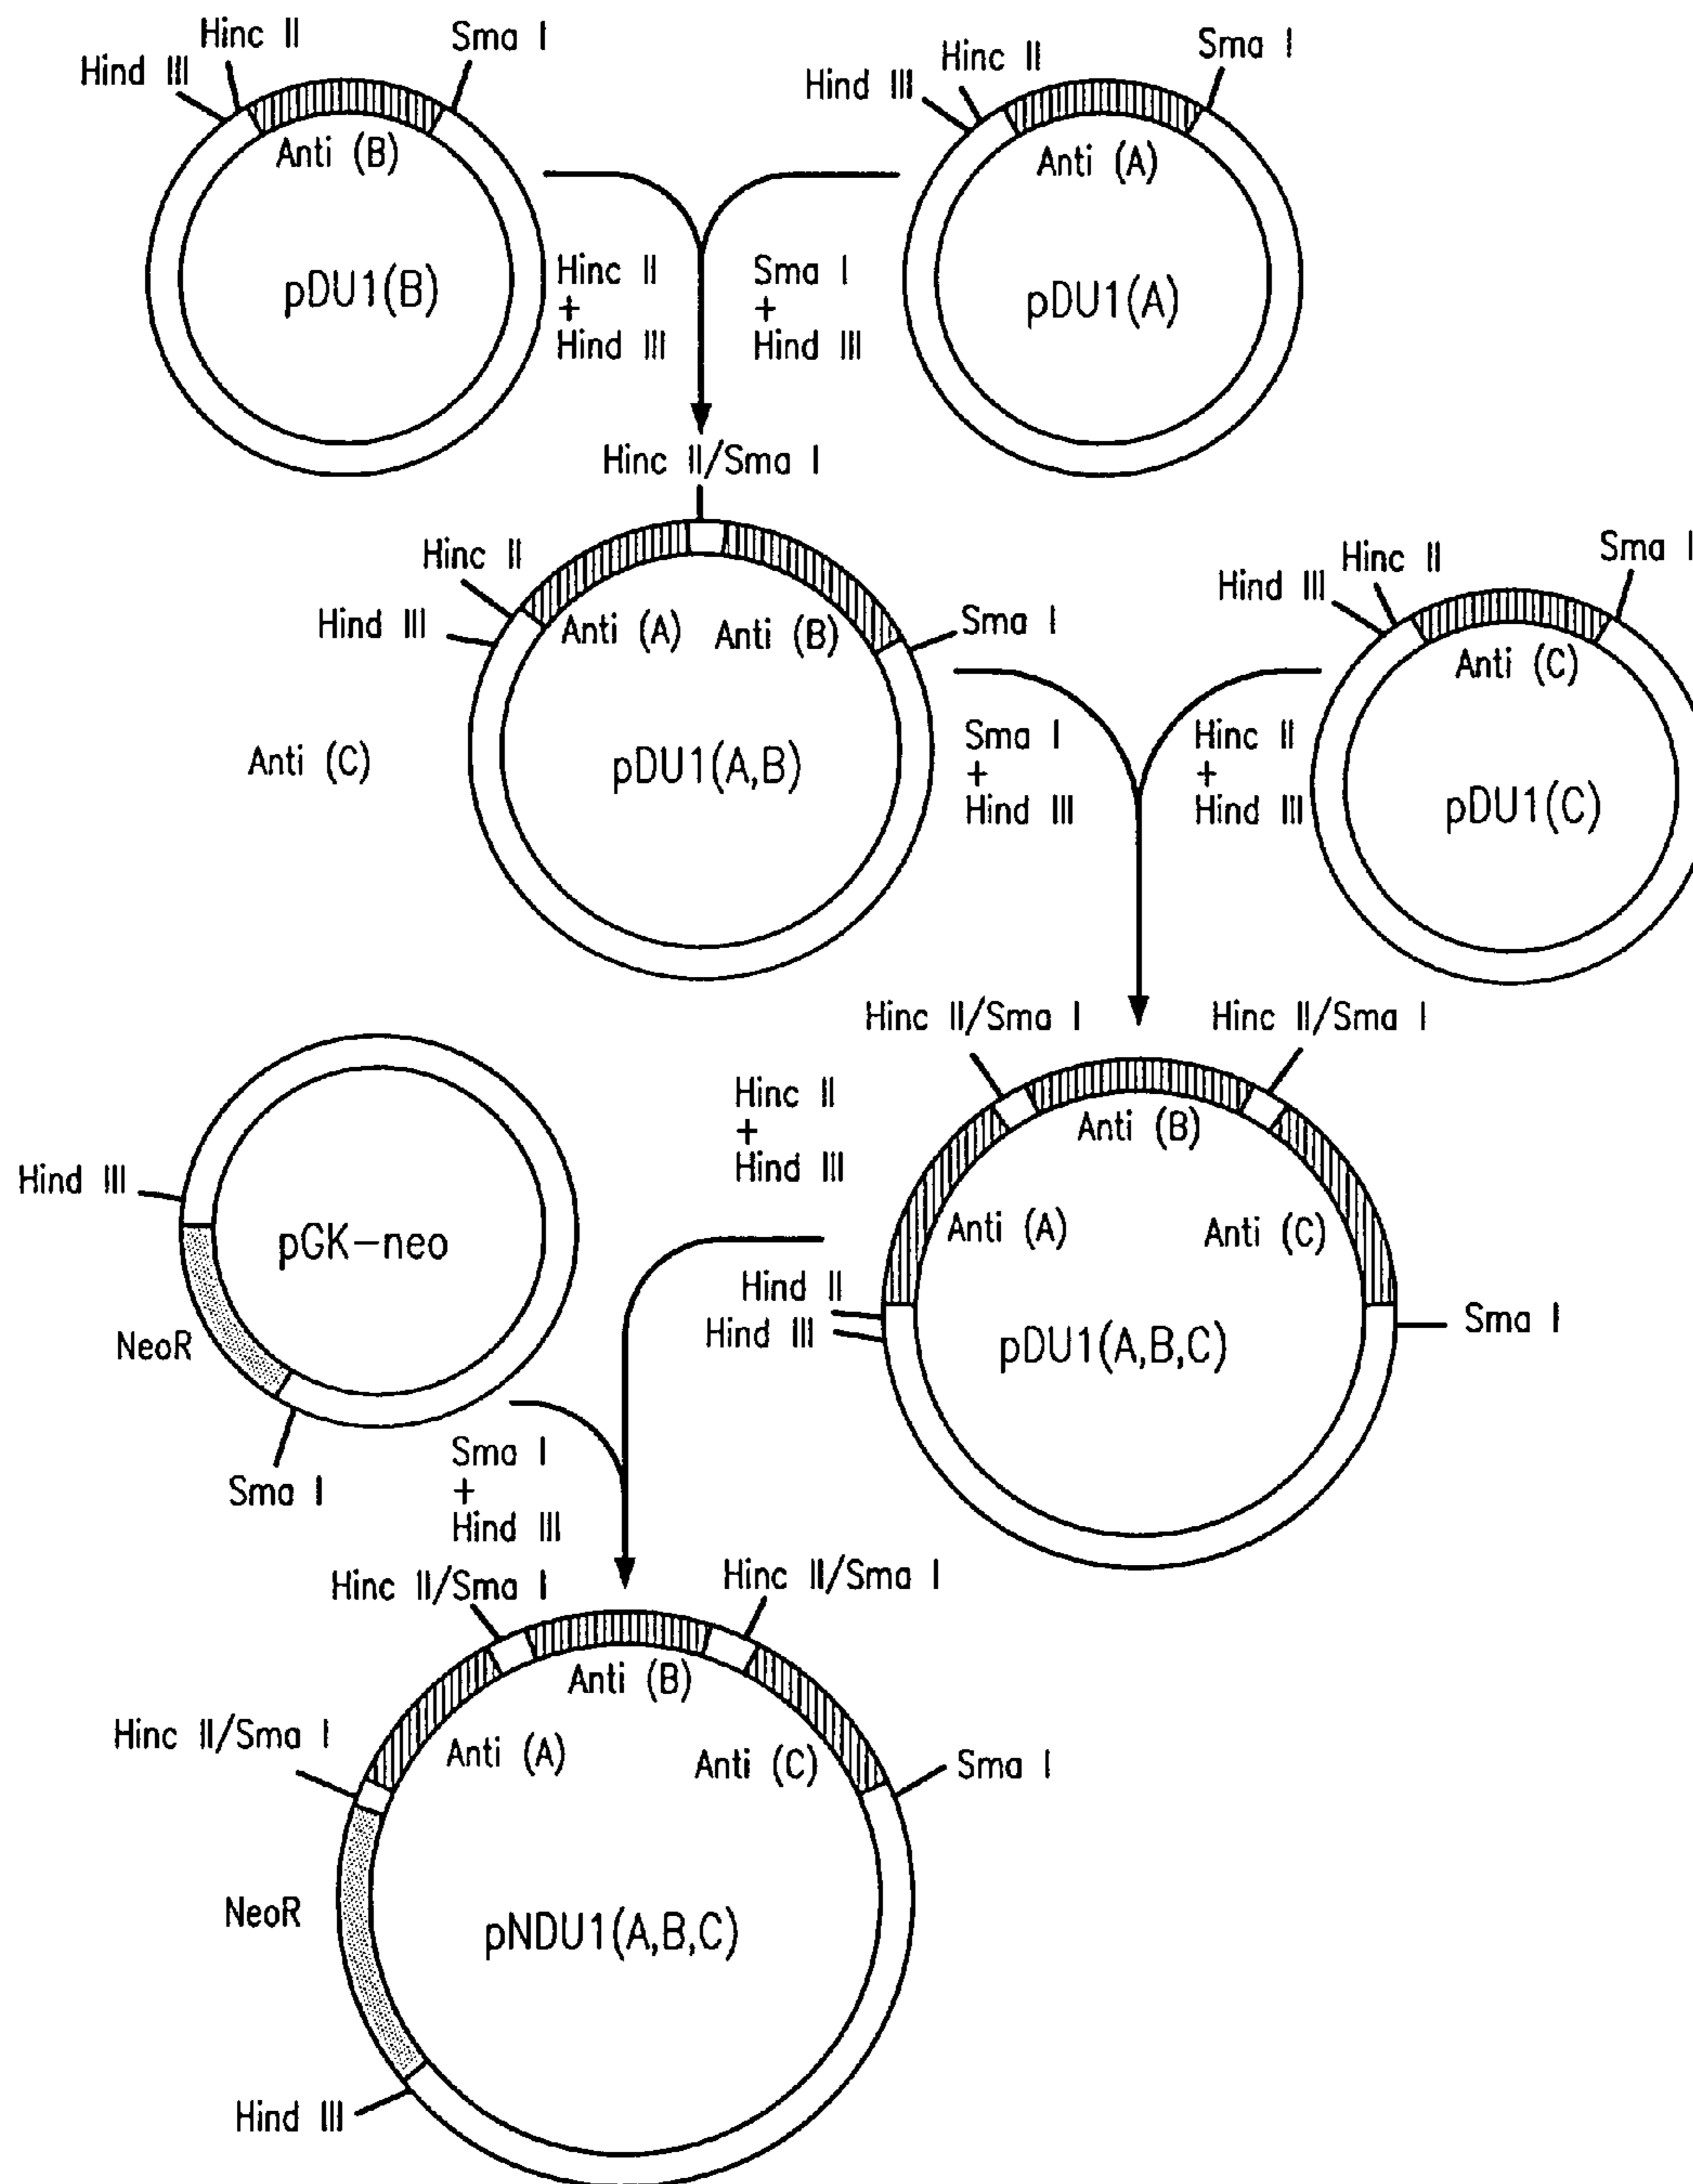 Hinc II
Sma I
Hind III
Anti (B)
pDU1(B)
Hinc II
Sma I
Hind III
Anti (A)
pDU1(A)
Hinc II
+
Hind III
Sma I
+
Hind III
Hinc II/Sma I
Hinc II
Hind III
Anti (A)
Anti (B)
Sma I
Anti (C)
pDU1(A,B)
Hinc II
Sma I
Hind III
Anti (C)
pDU1(C)
Sma I
+
Hind III
Hinc II
+
Hind III
Hinc II/Sma I
Hinc II/Sma I
Anti (B)
Anti (A)
Anti (C)
Hind II
Hind III
Sma I
pDU1(A,B,C)
Hinc II
+
Hind III
Hind III
pGK-neo
NeoR
Sma I
Sma I
+
Hind III
Hinc II/Sma I
Hinc II/Sma I
Anti (B)
Hinc II/Sma I
Anti (A)
Anti (C)
Sma I
NeoR
pNDU1(A,B,C)
Hind III